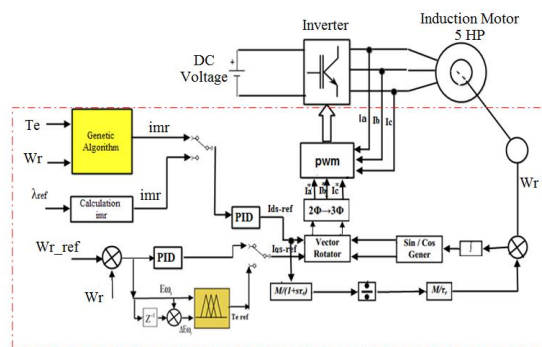 Inverter
Induction Motor
5 HP
DC
Voltage
+
Ia
Ib
Ic
Te
Genetic
Algorithm
imr
Wr
pwm
λref
Calculation
imr
imr
Ia*
Ib*
Ic*
Wr
PID
Ids-ref
2Φ→3Φ
Wr_ref
PID
Iqs-ref
Vector
Rotator
Sin / Cos
Gener
∫
Wr
Z⁻¹
Te ref
M/(1+sτr)
÷
M/τr